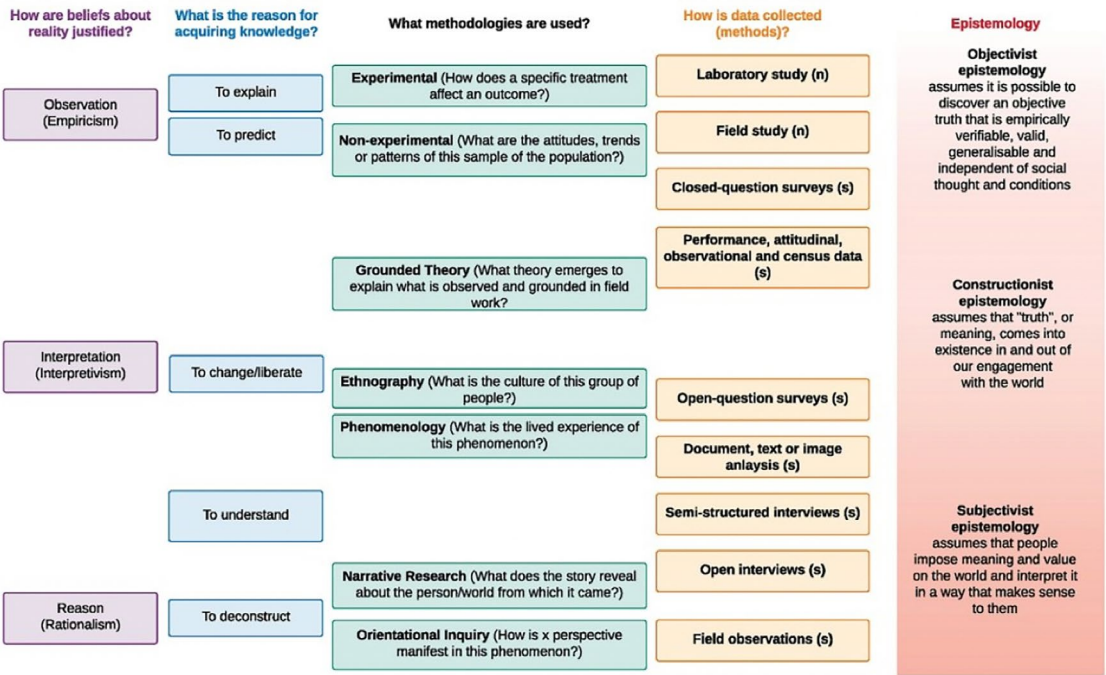 How are beliefs about
reality justified?
Observation
(Empiricism)
Interpretation
(Interpretivism)
Reason
(Rationalism)
What is the reason for
acquiring knowledge?
To explain
To predict
To change/liberate
To understand
To deconstruct
What methodologies are used?
Experimental (How does a specific treatment
affect an outcome?)
Non-experimental (What are the attitudes, trends
or patterns of this sample of the population?)
Grounded Theory (What theory emerges to
explain what is observed and grounded in field
work?
Ethnography (What is the culture of this group of
people?)
Phenomenology (What is the lived experience of
this phenomenon?)
Narrative Research (What does the story reveal
about the person/world from which it came?)
Orientational Inquiry (How is x perspective
manifest in this phenomenon?)
How is data collected
(methods)?
Laboratory study (n)
Field study (n)
Closed-question surveys (s)
Performance, attitudinal,
observational and census data
(s)
Open-question surveys (s)
Document, text or image
anlaysis (s)
Semi-structured interviews (s)
Open interviews (s)
Field observations (s)
Epistemology
Objectivist
epistemology
assumes it is possible to
discover an objective
truth that is empirically
verifiable, valid,
generalisable and
independent of social
thought and conditions
Constructionist
epistemology
assumes that "truth", or
meaning, comes into
existence in and out of
our engagement
with the world
Subjectivist
epistemology
assumes that people
impose meaning and value
on the world and interpret it
in a way that makes sense
to them